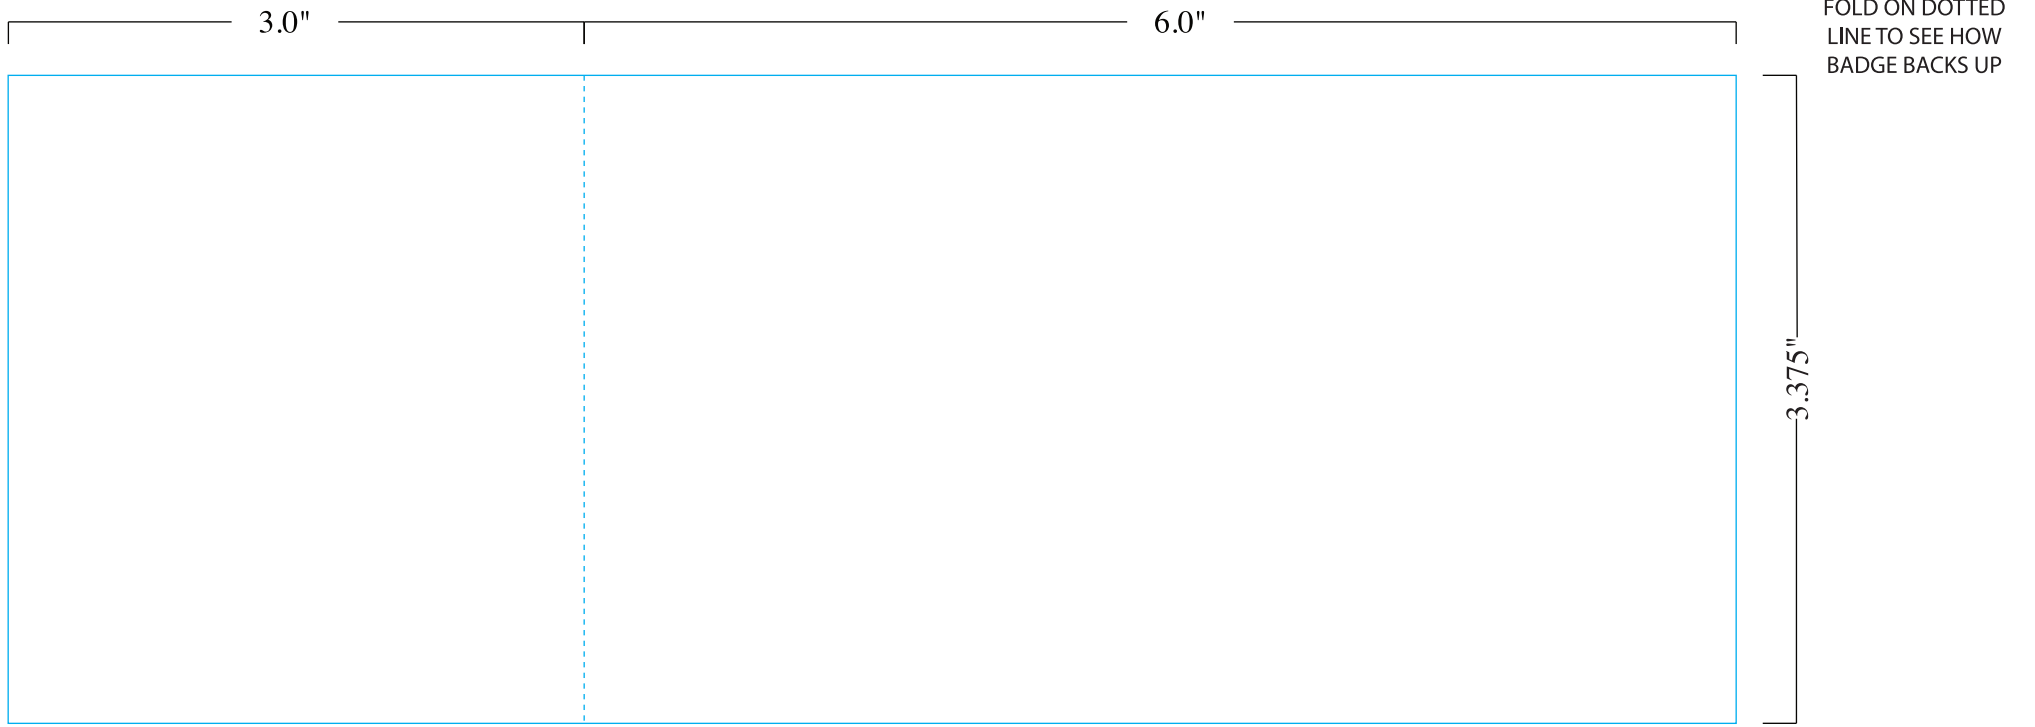 3.0"
6.0"
FOLD ON DOTTED
LINE TO SEE HOW
BADGE BACKS UP
3.375"